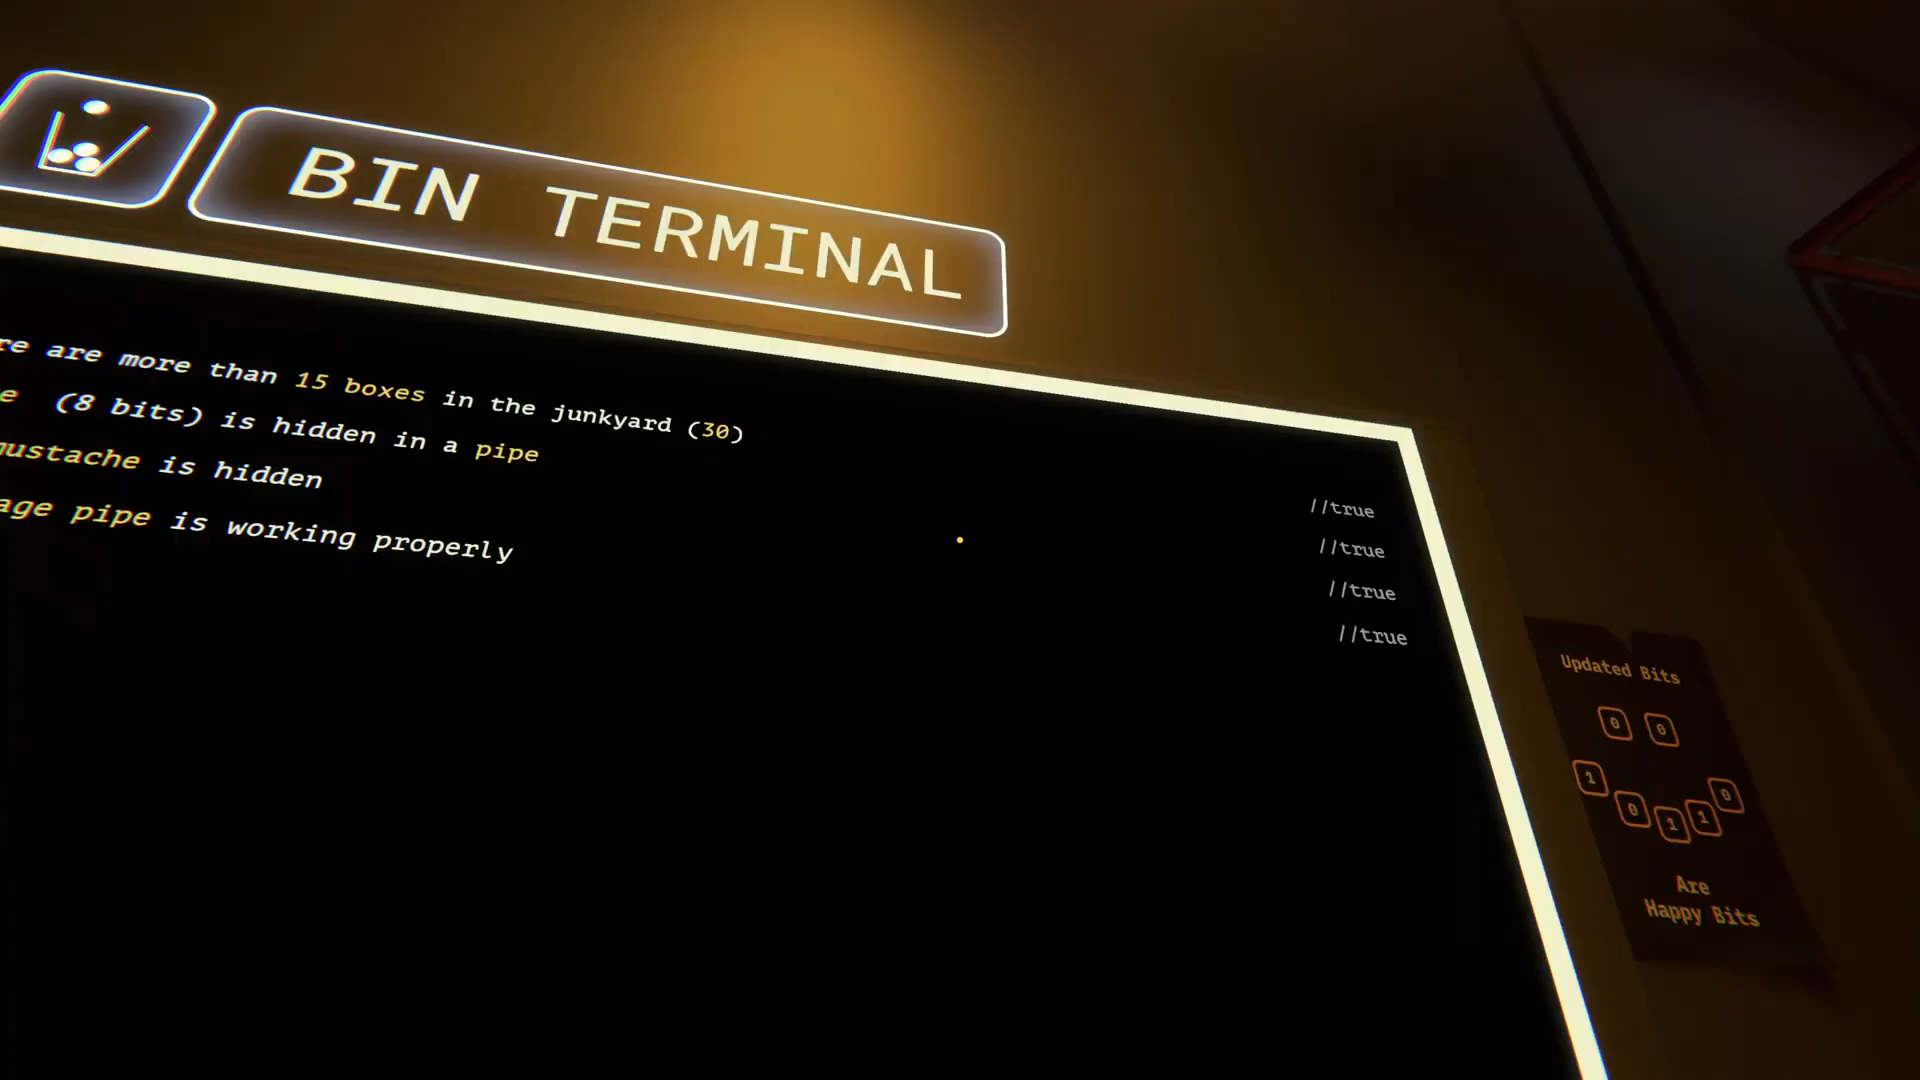 BIN TERMINAL
re are more than 15 boxes in the junkyard (30)
//true
e (8 bits) is hidden in a pipe
//true
mustache is hidden
//true
age pipe is working properly
//true
Updated Bits
0 0
1 0 1 1 0
Are
Happy Bits